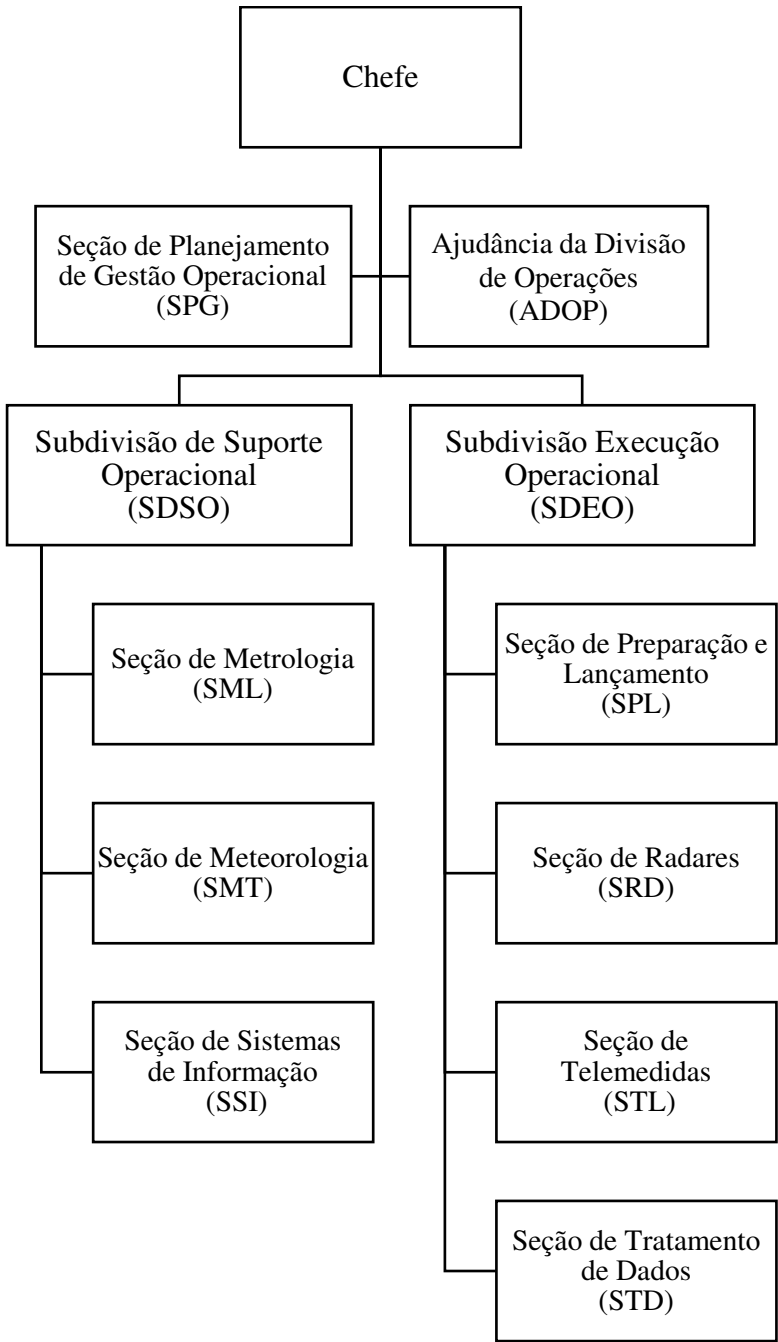 Chefe
Seção de Planejamento
de Gestão Operacional
(SPG)
Ajudância da Divisão
de Operações
(ADOP)
Subdivisão de Suporte
Operacional
(SDSO)
Subdivisão Execução
Operacional
(SDEO)
Seção de Metrologia
(SML)
Seção de Meteorologia
(SMT)
Seção de Sistemas
de Informação
(SSI)
Seção de Preparação e
Lançamento
(SPL)
Seção de Radares
(SRD)
Seção de
Telemedidas
(STL)
Seção de Tratamento
de Dados
(STD)